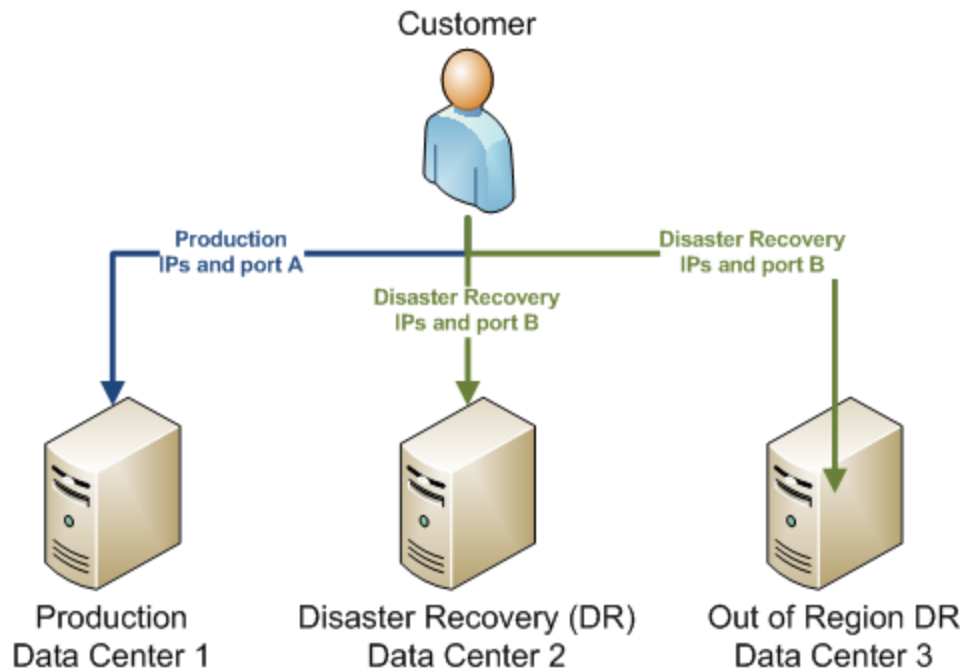 Customer
Production
IPs and port A
Disaster Recovery
IPs and port B
Disaster Recovery
IPs and port B
Production
Data Center 1
Disaster Recovery (DR)
Data Center 2
Out of Region DR
Data Center 3